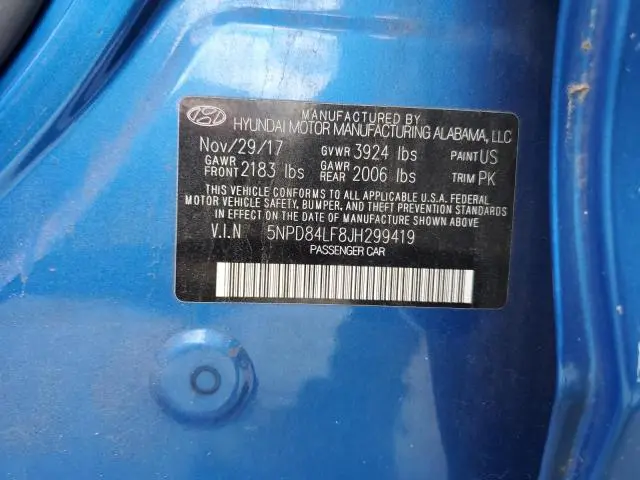 MANUFACTURED BY
HYUNDAI MOTOR MANUFACTURING ALABAMA, LLC
Nov/29/17 GVWR 3924 lbs PAINT US
GAWR FRONT 2183 lbs GAWR REAR 2006 lbs TRIM PK
THIS VEHICLE CONFORMS TO ALL APPLICABLE U.S.A. FEDERAL
MOTOR VEHICLE SAFETY, BUMPER, AND THEFT PREVENTION STANDARDS
IN EFFECT ON THE DATE OF MANUFACTURE SHOWN ABOVE
V.I.N 5NPD84LF8JH299419
PASSENGER CAR